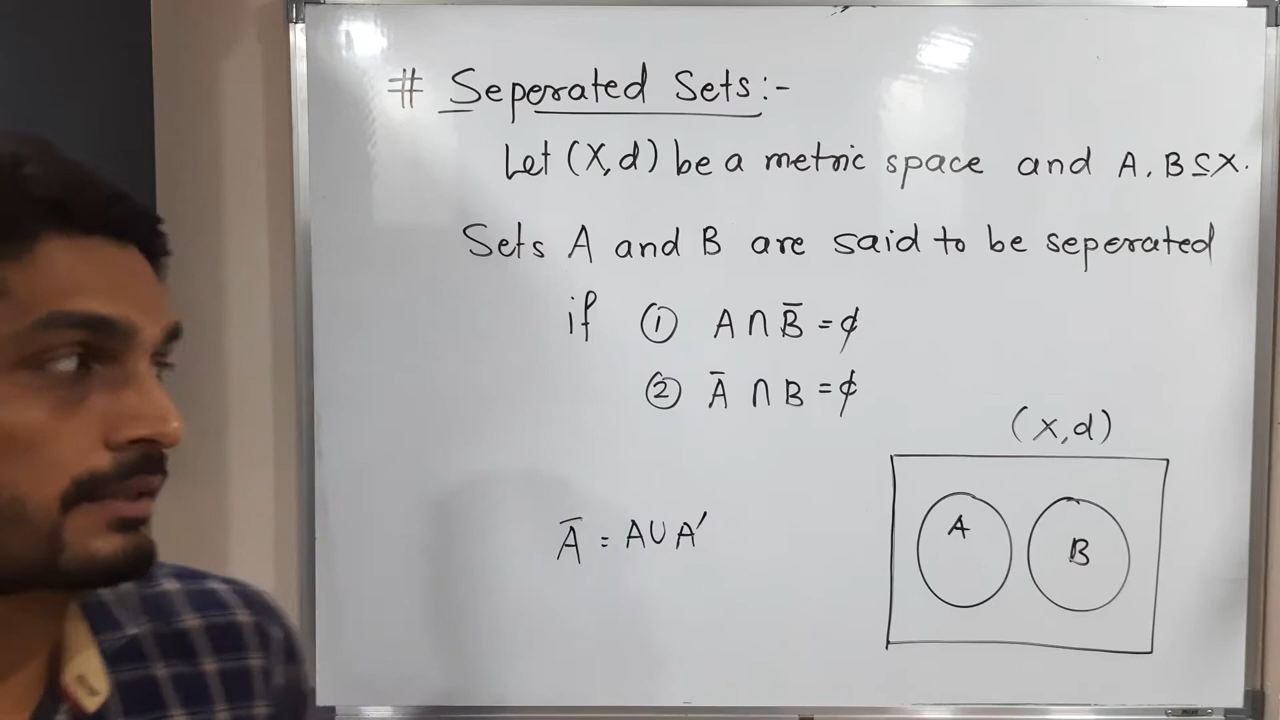 # Seperated Sets:-
Let (X,d) be a metric space and A, B ⊆ X.
Sets A and B are said to be seperated
if ① A ∩ B̅ = ϕ
② A̅ ∩ B = ϕ
(X,d)
A̅ = A ∪ A′
A
B